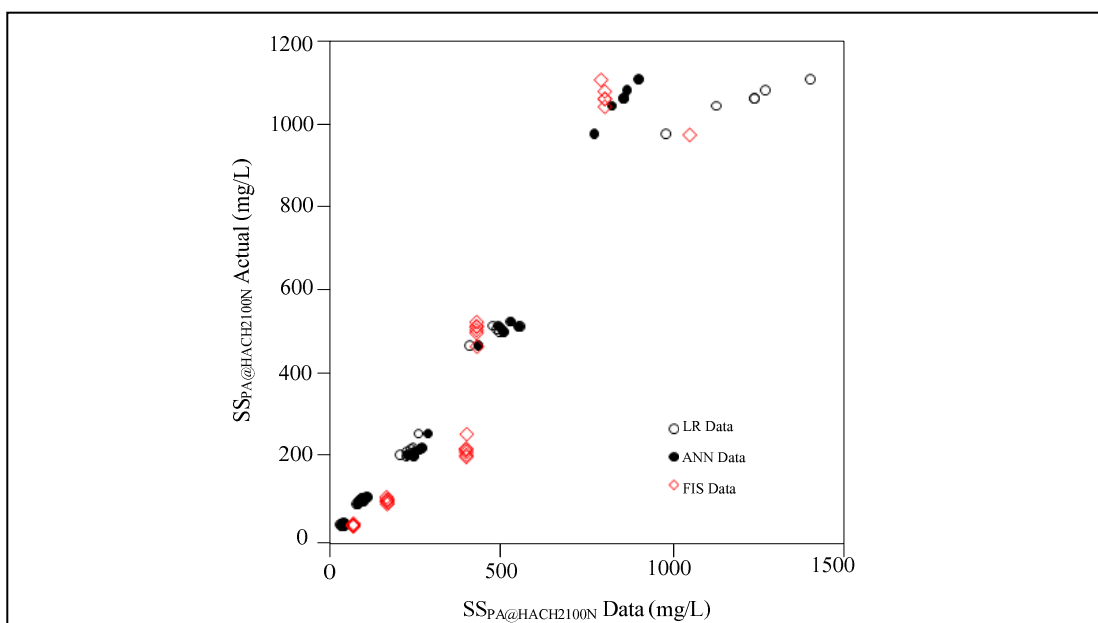 1200
1000
800
600
400
200
0
SSPA@HACH2100N Actual (mg/L)
LR Data
ANN Data
FIS Data
0
500
1000
1500
SSPA@HACH2100N Data (mg/L)